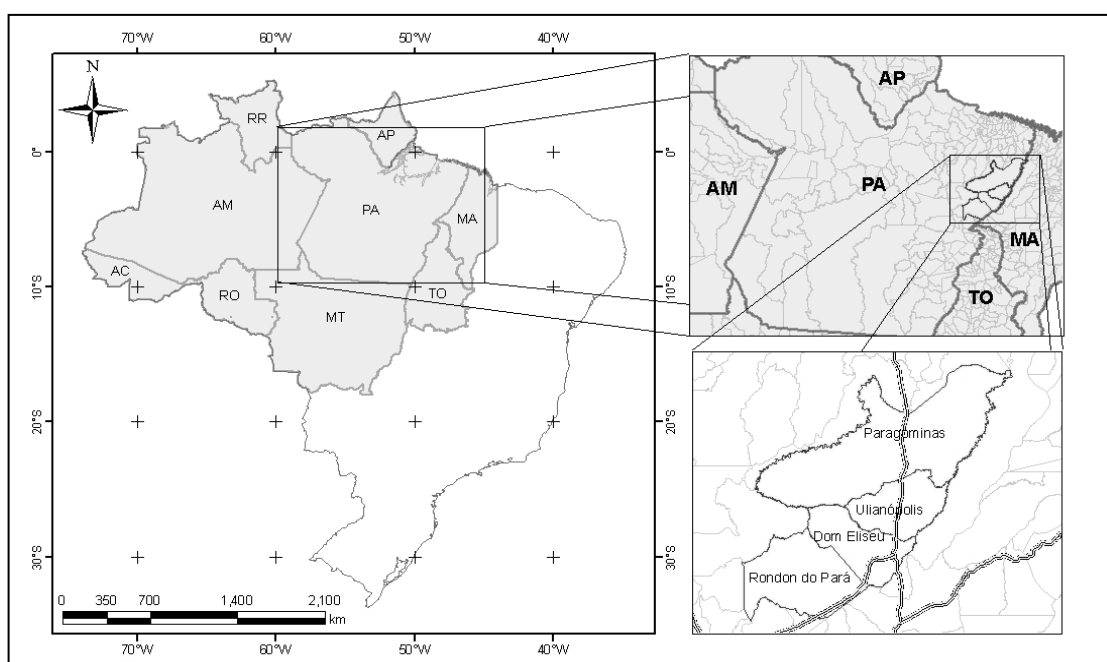 70°W 60°W 50°W 40°W
N
RR
AP
0°
AM
PA
MA
AC
RO
TO
10°S
MT
20°S
30°S
0 350 700 1,400 2,100
km
70°W 60°W 50°W 40°W
0°
10°S
20°S
30°S
AP
AM
PA
MA
TO
Paragominas
Ulianópolis
Dom Eliseu
Rondon do Pará